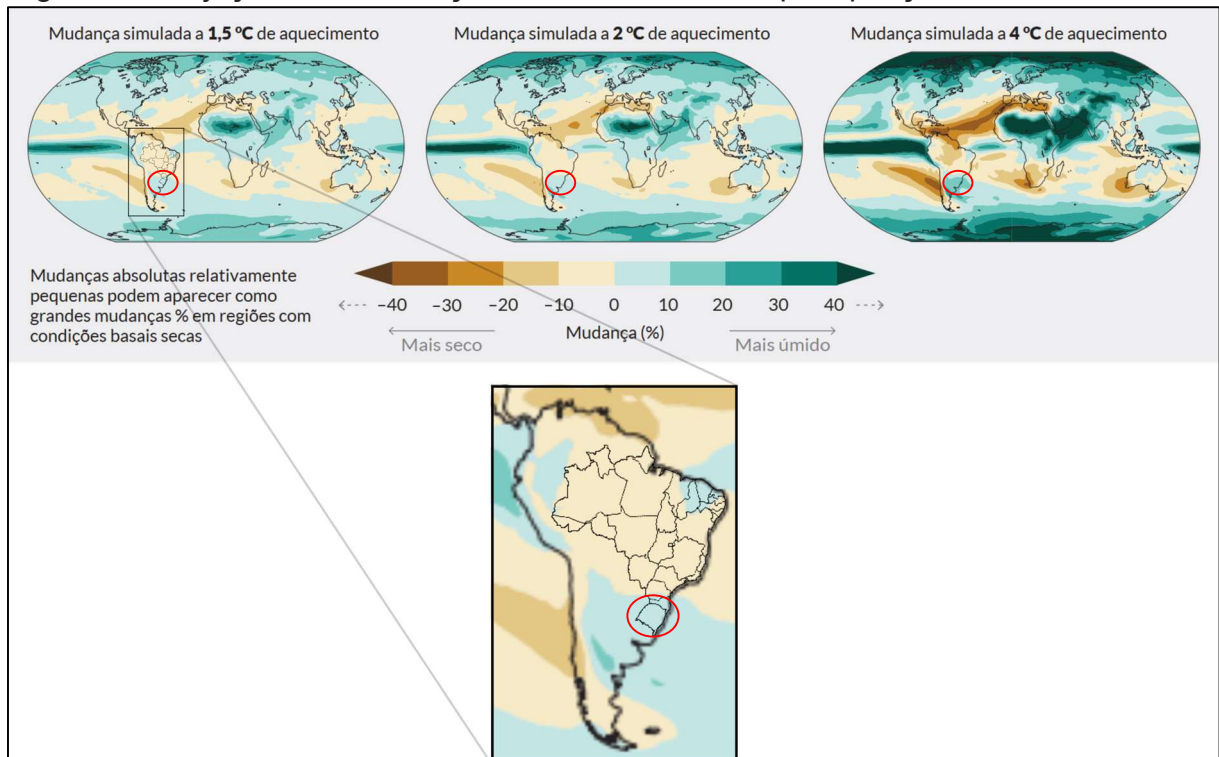 Mudança simulada a 1,5 ºC de aquecimento
Mudança simulada a 2 ºC de aquecimento
Mudança simulada a 4 ºC de aquecimento
Mudanças absolutas relativamente
pequenas podem aparecer como
grandes mudanças % em regiões com
condições basais secas
-40 -30 -20 -10 0 10 20 30 40
Mudança (%)
Mais seco
Mais úmido